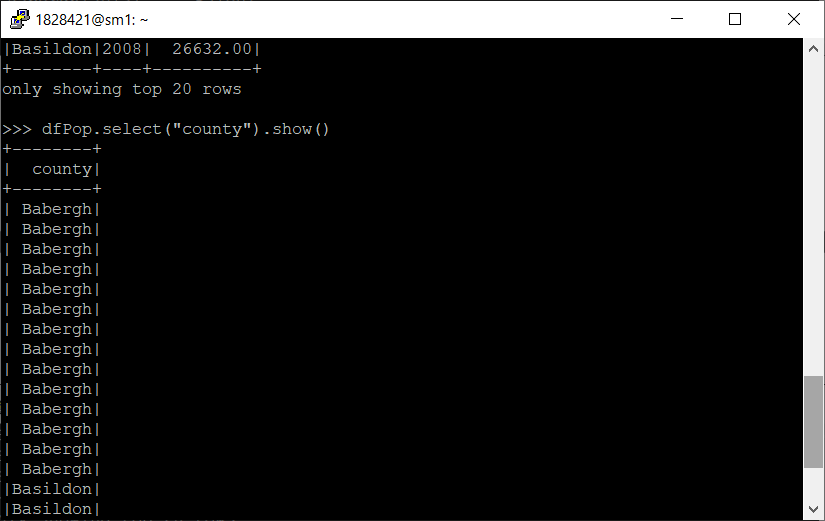 1828421@sm1: ~
|Basildon|2008|  26632.00|
+--------+----+----------+
only showing top 20 rows
>>> dfPop.select("county").show()
+--------+
|  county|
+--------+
| Babergh|
| Babergh|
| Babergh|
| Babergh|
| Babergh|
| Babergh|
| Babergh|
| Babergh|
| Babergh|
| Babergh|
| Babergh|
| Babergh|
| Babergh|
| Babergh|
|Basildon|
|Basildon|